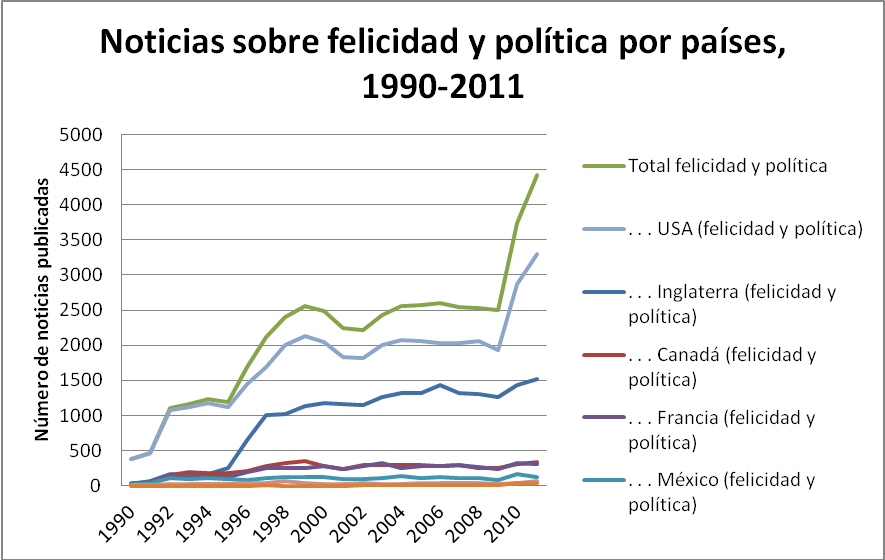 Noticias sobre felicidad y política por países,
1990-2011
Número de noticias publicadas
5000
4500
4000
3500
3000
2500
2000
1500
1000
500
0
1990
1992
1994
1996
1998
2000
2002
2004
2006
2008
2010
Total felicidad y política
. . . USA (felicidad y política)
. . . Inglaterra (felicidad y
política)
. . . Canadá (felicidad y
política)
. . . Francia (felicidad y
política)
. . . México (felicidad y
política)